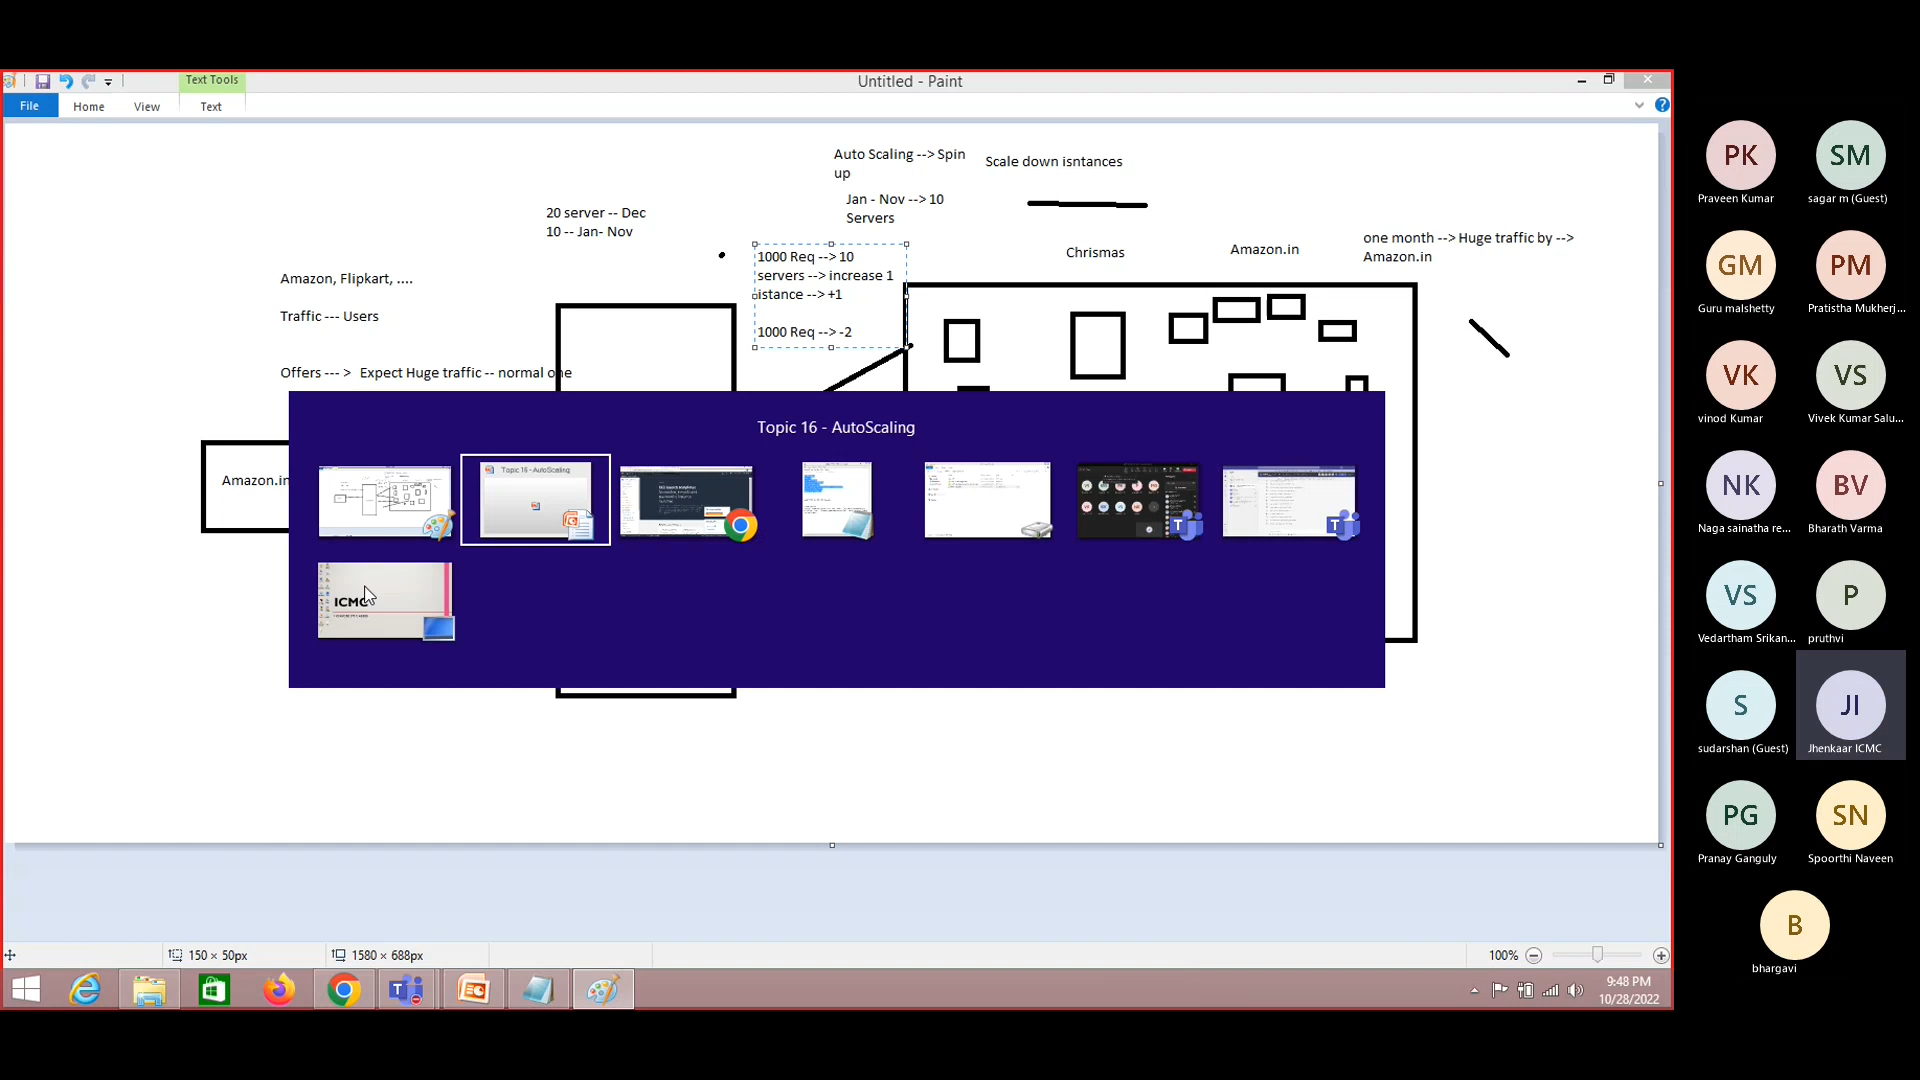 Text Tools
Untitled - Paint
File
Home
View
Text
Auto Scaling --> Spin
up
Scale down isntances
Jan - Nov --> 10
Servers
20 server -- Dec
10 -- Jan- Nov
1000 Req --> 10
servers --> increase 1
istance --> +1
1000 Req --> -2
Chrismas
Amazon.in
one month --> Huge traffic by -->
Amazon.in
Amazon, Flipkart, ....
Traffic --- Users
Offers --- > Expect Huge traffic -- normal one
Amazon.in
Topic 16 - AutoScaling
Topic 16 - AutoScaling
ICMC
150 × 50px
1580 × 688px
100%
9:48 PM
10/28/2022
PK
Praveen Kumar
SM
sagar m (Guest)
GM
Guru malshetty
PM
Pratistha Mukherj...
VK
vinod Kumar
VS
Vivek Kumar Salu...
NK
Naga sainatha re...
BV
Bharath Varma
VS
Vedartham Srikan...
P
pruthvi
S
sudarshan (Guest)
JI
Jhenkaar ICMC
PG
Pranay Ganguly
SN
Spoorthi Naveen
B
bhargavi